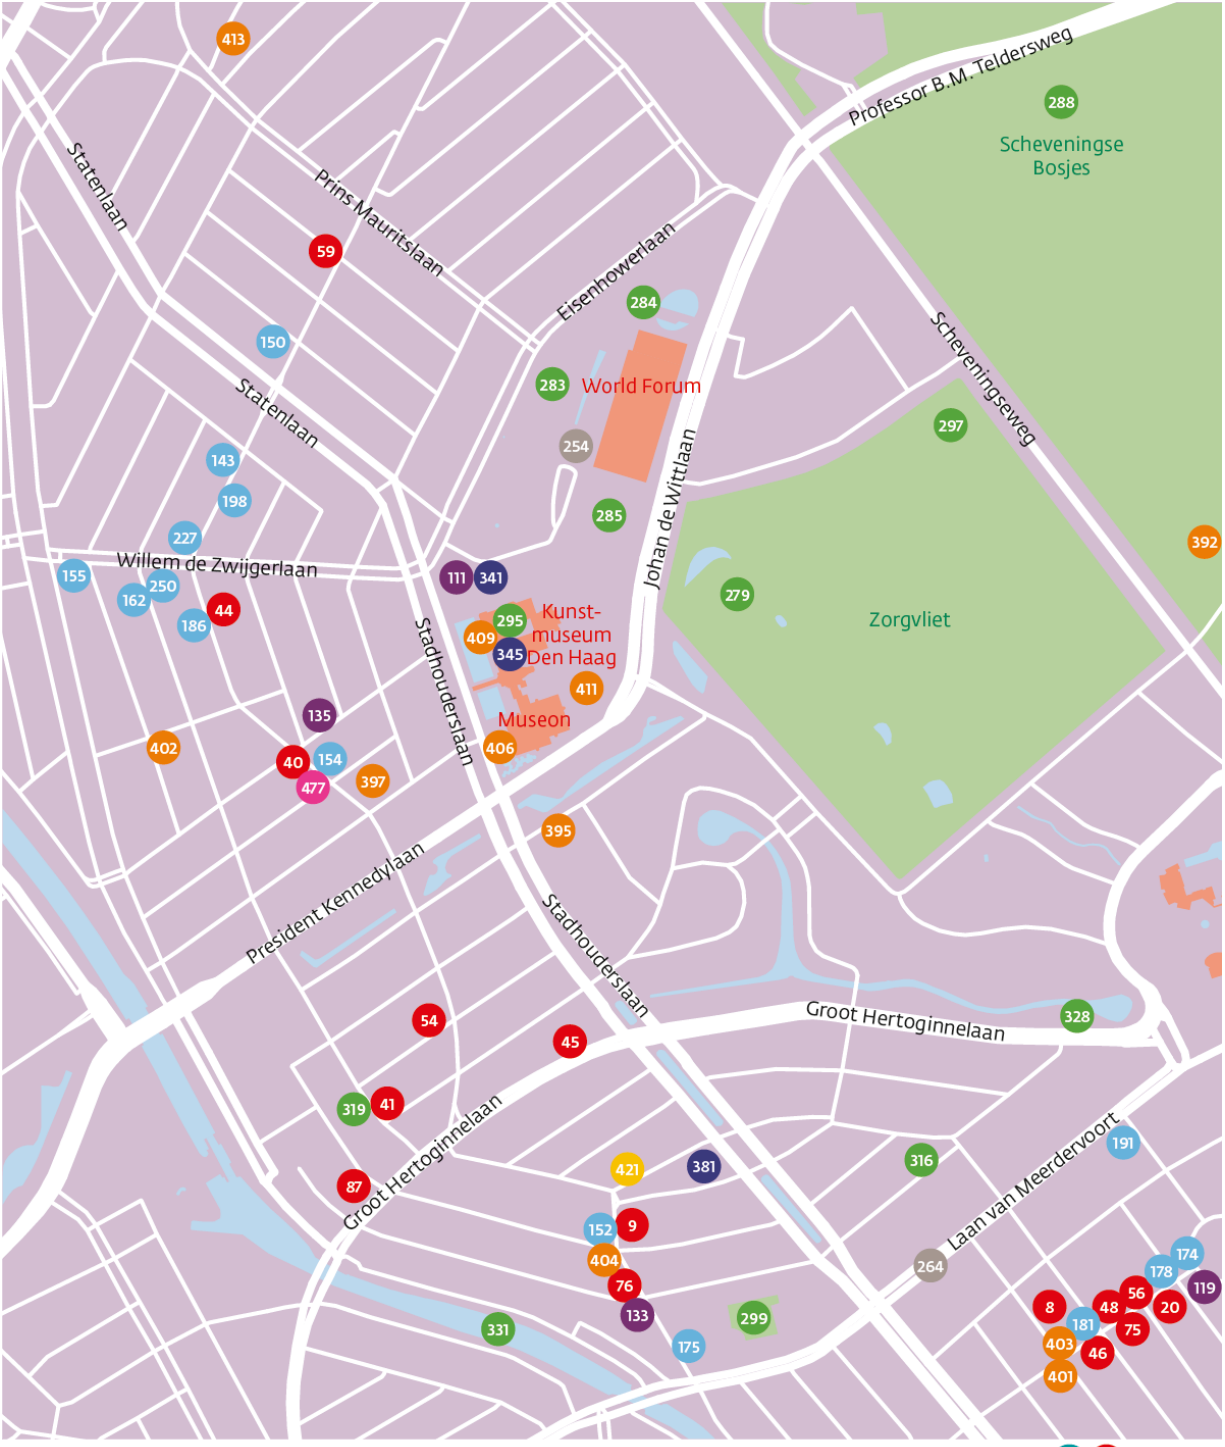 413
Professor B.M. Teldersweg
288
Scheveningse
Bosjes
Statenlaan
Prins Mauritslaan
59
Eisenhowerlaan
284
150
Scheveningseweg
283
World Forum
Statenlaan
297
254
143
198
Johan de Wittlaan
285
227
392
Willem de Zwijgerlaan
155
111
341
250
162
279
44
186
295
Kunst-
museum
Den Haag
409
345
Zorgvliet
Stadhouderslaan
411
135
Museon
402
406
40
154
477
397
395
President Kennedylaan
Stadhouderslaan
54
45
Groot Hertoginnelaan
328
319
41
Groot Hertoginnelaan
191
421
381
316
87
Laan van Meerdervoort
152
9
404
264
174
178
76
119
56
8
48
20
133
299
181
75
331
175
403
46
401